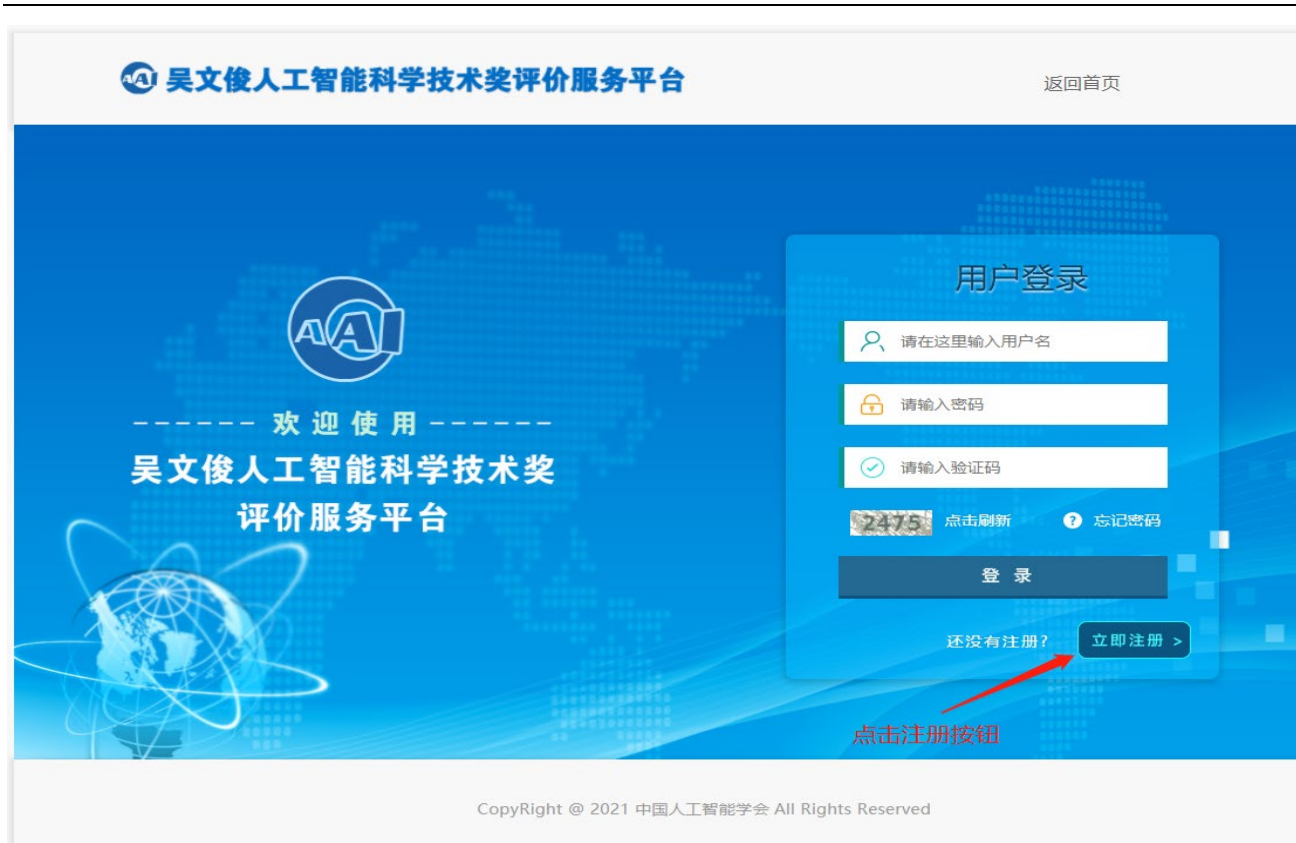 吴文俊人工智能科学技术奖评价服务平台
返回首页
AAI
欢迎使用
吴文俊人工智能科学技术奖
评价服务平台
用户登录
请在这里输入用户名
请输入密码
请输入验证码
2475 点击刷新 ? 忘记密码
登 录
还没有注册? 立即注册 >
点击注册按钮
CopyRight @ 2021 中国人工智能学会 All Rights Reserved